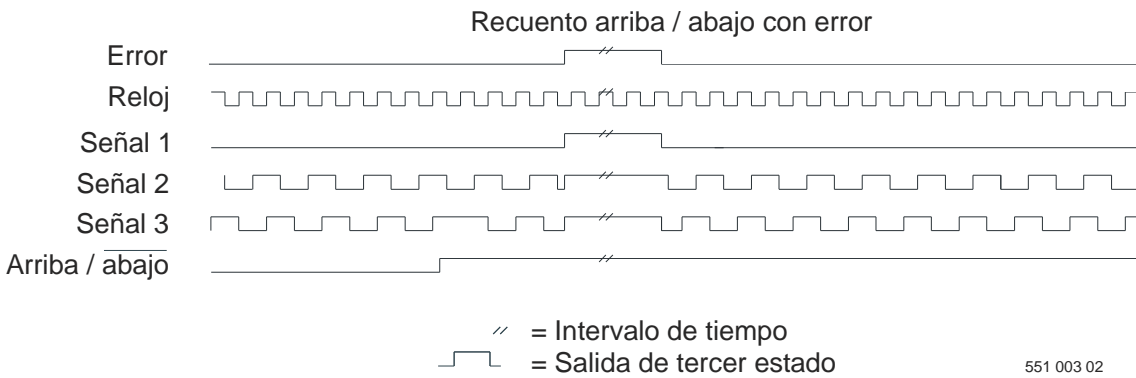 Recuento arriba / abajo con error
Error
Reloj
Señal 1
Señal 2
Señal 3
Arriba / abajo
= Intervalo de tiempo
= Salida de tercer estado
551 003 02